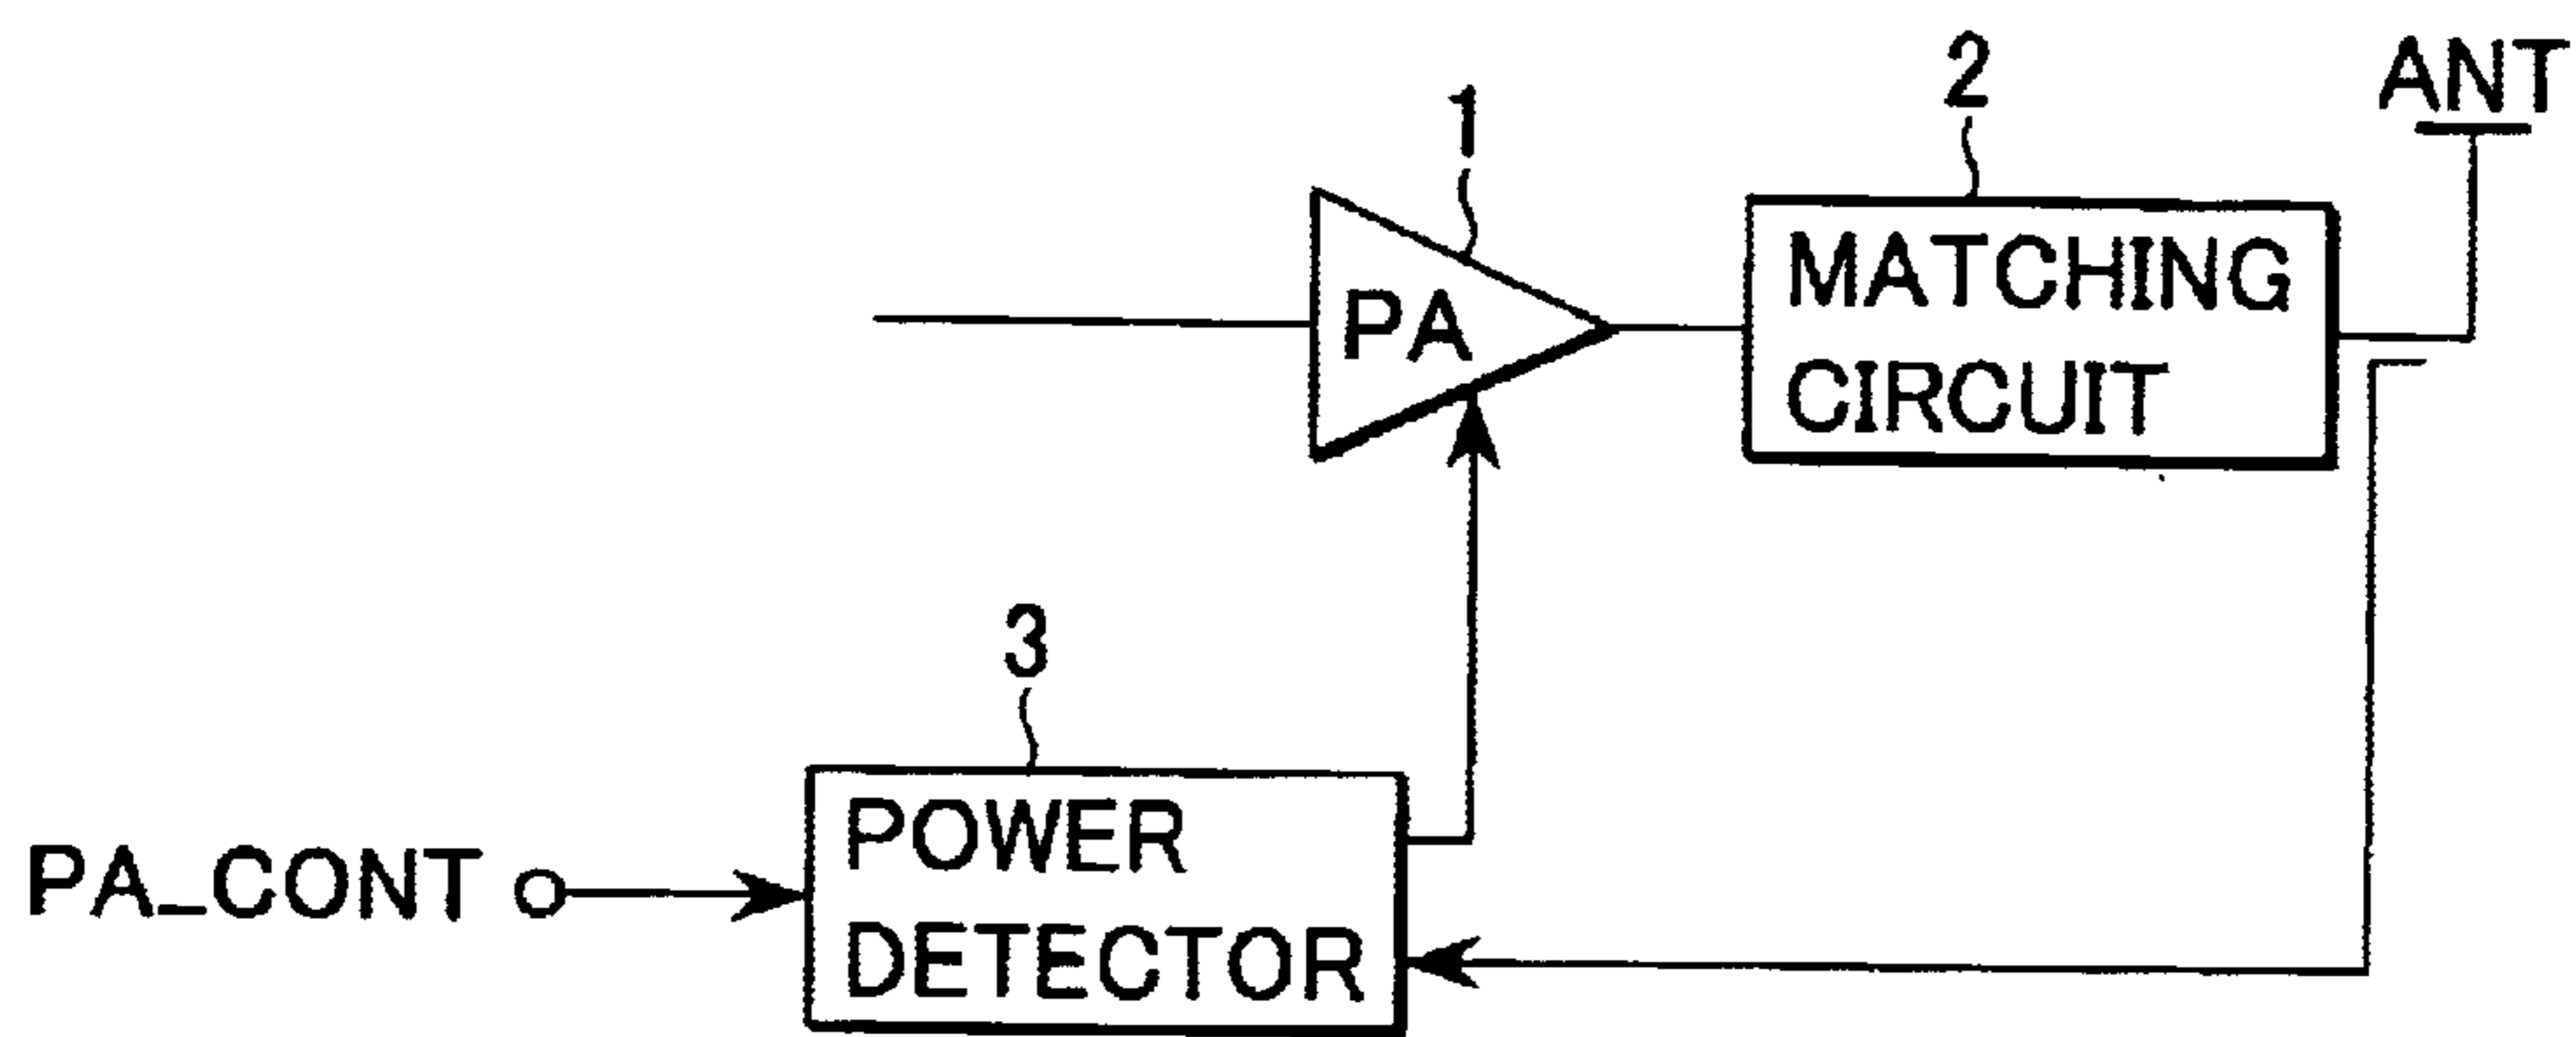 ANT
2
1
MATCHING
CIRCUIT
PA
3
POWER
DETECTOR
PA_CONT